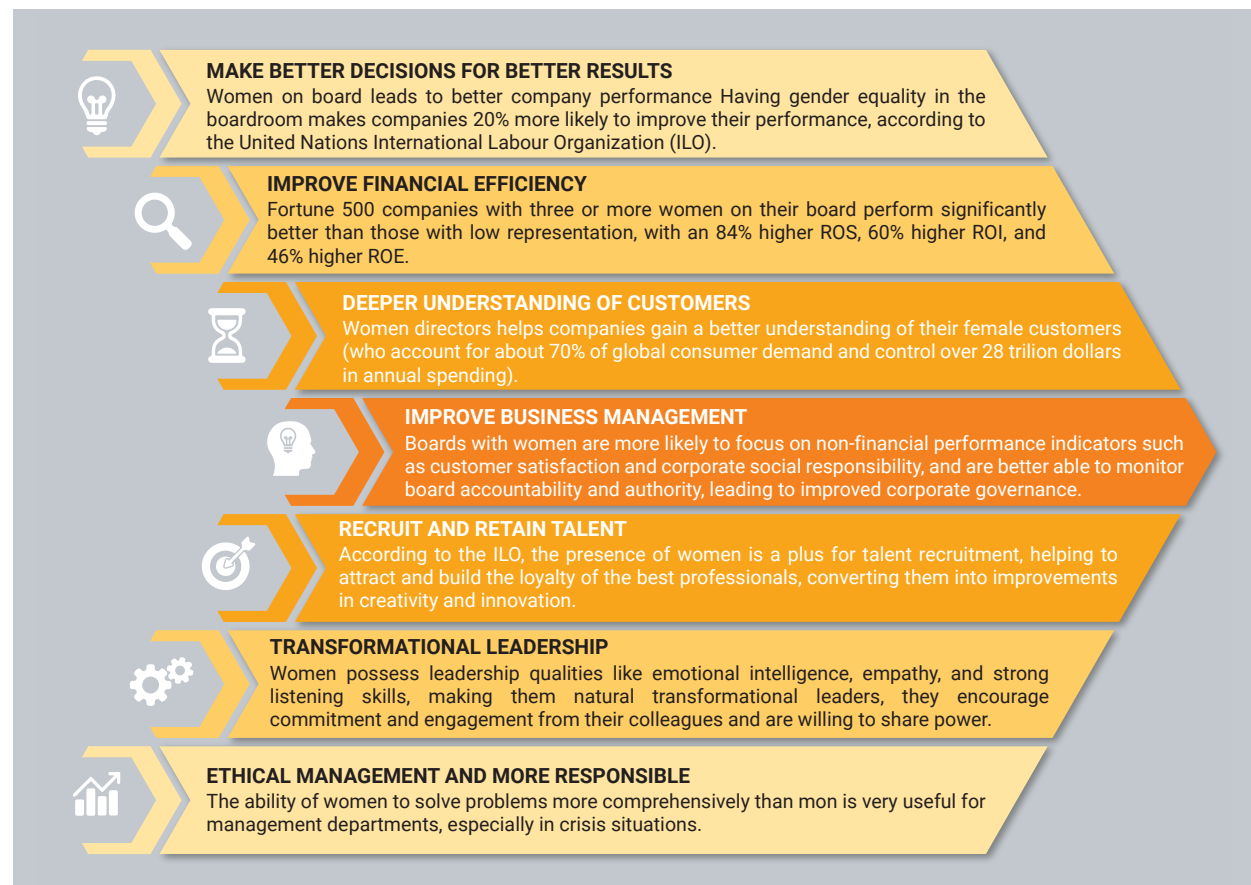 MAKE BETTER DECISIONS FOR BETTER RESULTS
Women on board leads to better company performance Having gender equality in the
boardroom makes companies 20% more likely to improve their performance, according to
the United Nations International Labour Organization (ILO).
IMPROVE FINANCIAL EFFICIENCY
Fortune 500 companies with three or more women on their board perform significantly
better than those with low representation, with an 84% higher ROS, 60% higher ROI, and
46% higher ROE.
DEEPER UNDERSTANDING OF CUSTOMERS
Women directors helps companies gain a better understanding of their female customers
(who account for about 70% of global consumer demand and control over 28 trilion dollars
in annual spending).
IMPROVE BUSINESS MANAGEMENT
Boards with women are more likely to focus on non-financial performance indicators such
as customer satisfaction and corporate social responsibility, and are better able to monitor
board accountability and authority, leading to improved corporate governance.
RECRUIT AND RETAIN TALENT
According to the ILO, the presence of women is a plus for talent recruitment, helping to
attract and build the loyalty of the best professionals, converting them into improvements
in creativity and innovation.
TRANSFORMATIONAL LEADERSHIP
Women possess leadership qualities like emotional intelligence, empathy, and strong
listening skills, making them natural transformational leaders, they encourage
commitment and engagement from their colleagues and are willing to share power.
ETHICAL MANAGEMENT AND MORE RESPONSIBLE
The ability of women to solve problems more comprehensively than mon is very useful for
management departments, especially in crisis situations.